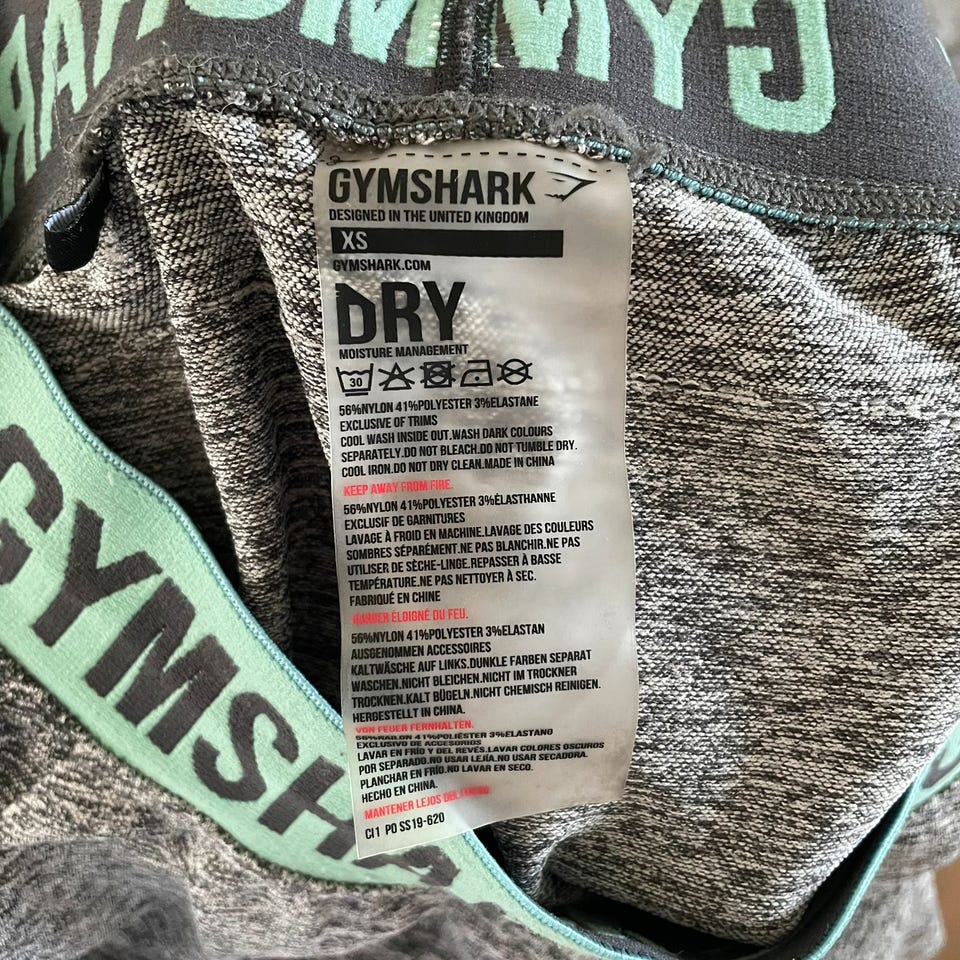 GYMSHARK
GYMSHARK
DESIGNED IN THE UNITED KINGDOM
XS
GYMSHARK.COM
DRY
MOISTURE MANAGEMENT
30
56%NYLON 41%POLYESTER 3%ELASTANE
EXCLUSIVE OF TRIMS
COOL WASH INSIDE OUT.WASH DARK COLOURS
SEPARATELY.DO NOT BLEACH.DO NOT TUMBLE DRY.
COOL IRON.DO NOT DRY CLEAN.MADE IN CHINA
KEEP AWAY FROM FIRE.
56%NYLON 41%POLYESTER 3%ÉLASTHANNE
EXCLUSIF DE GARNITURES
LAVAGE À FROID EN MACHINE.LAVAGE DES COULEURS
SOMBRES SÉPARÉMENT.NE PAS BLANCHIR.NE PAS
UTILISER DE SÈCHE-LINGE.REPASSER À BASSE
TEMPÉRATURE.NE PAS NETTOYER À SEC.
FABRIQUÉ EN CHINE
ÉLOIGNÉ DU FEU.
56%NYLON 41%POLYESTER 3%ELASTAN
AUSGENOMMEN ACCESSOIRES
KALTWÄSCHE AUF LINKS.DUNKLE FARBEN SEPARAT
WASCHEN.NICHT BLEICHEN.NICHT IM TROCKNER
TROCKNEN.KALT BÜGELN.NICHT CHEMISCH REINIGEN.
HERGESTELLT IN CHINA.
VON FEUER FERNHALTEN.
56%NAILON 41%POLIÉSTER 3%ELASTANO
EXCLUSIVO DE ACCESORIOS
LAVAR EN FRÍO Y DEL REVÉS.LAVAR COLORES OSCUROS
POR SEPARADO.NO USAR LEJÍA.NO USAR SECADORA.
PLANCHAR EN FRÍO.NO LAVAR EN SECO.
HECHO EN CHINA.
MANTENER LEJOS DEL
CI1 PO SS19-620
GYMSHA